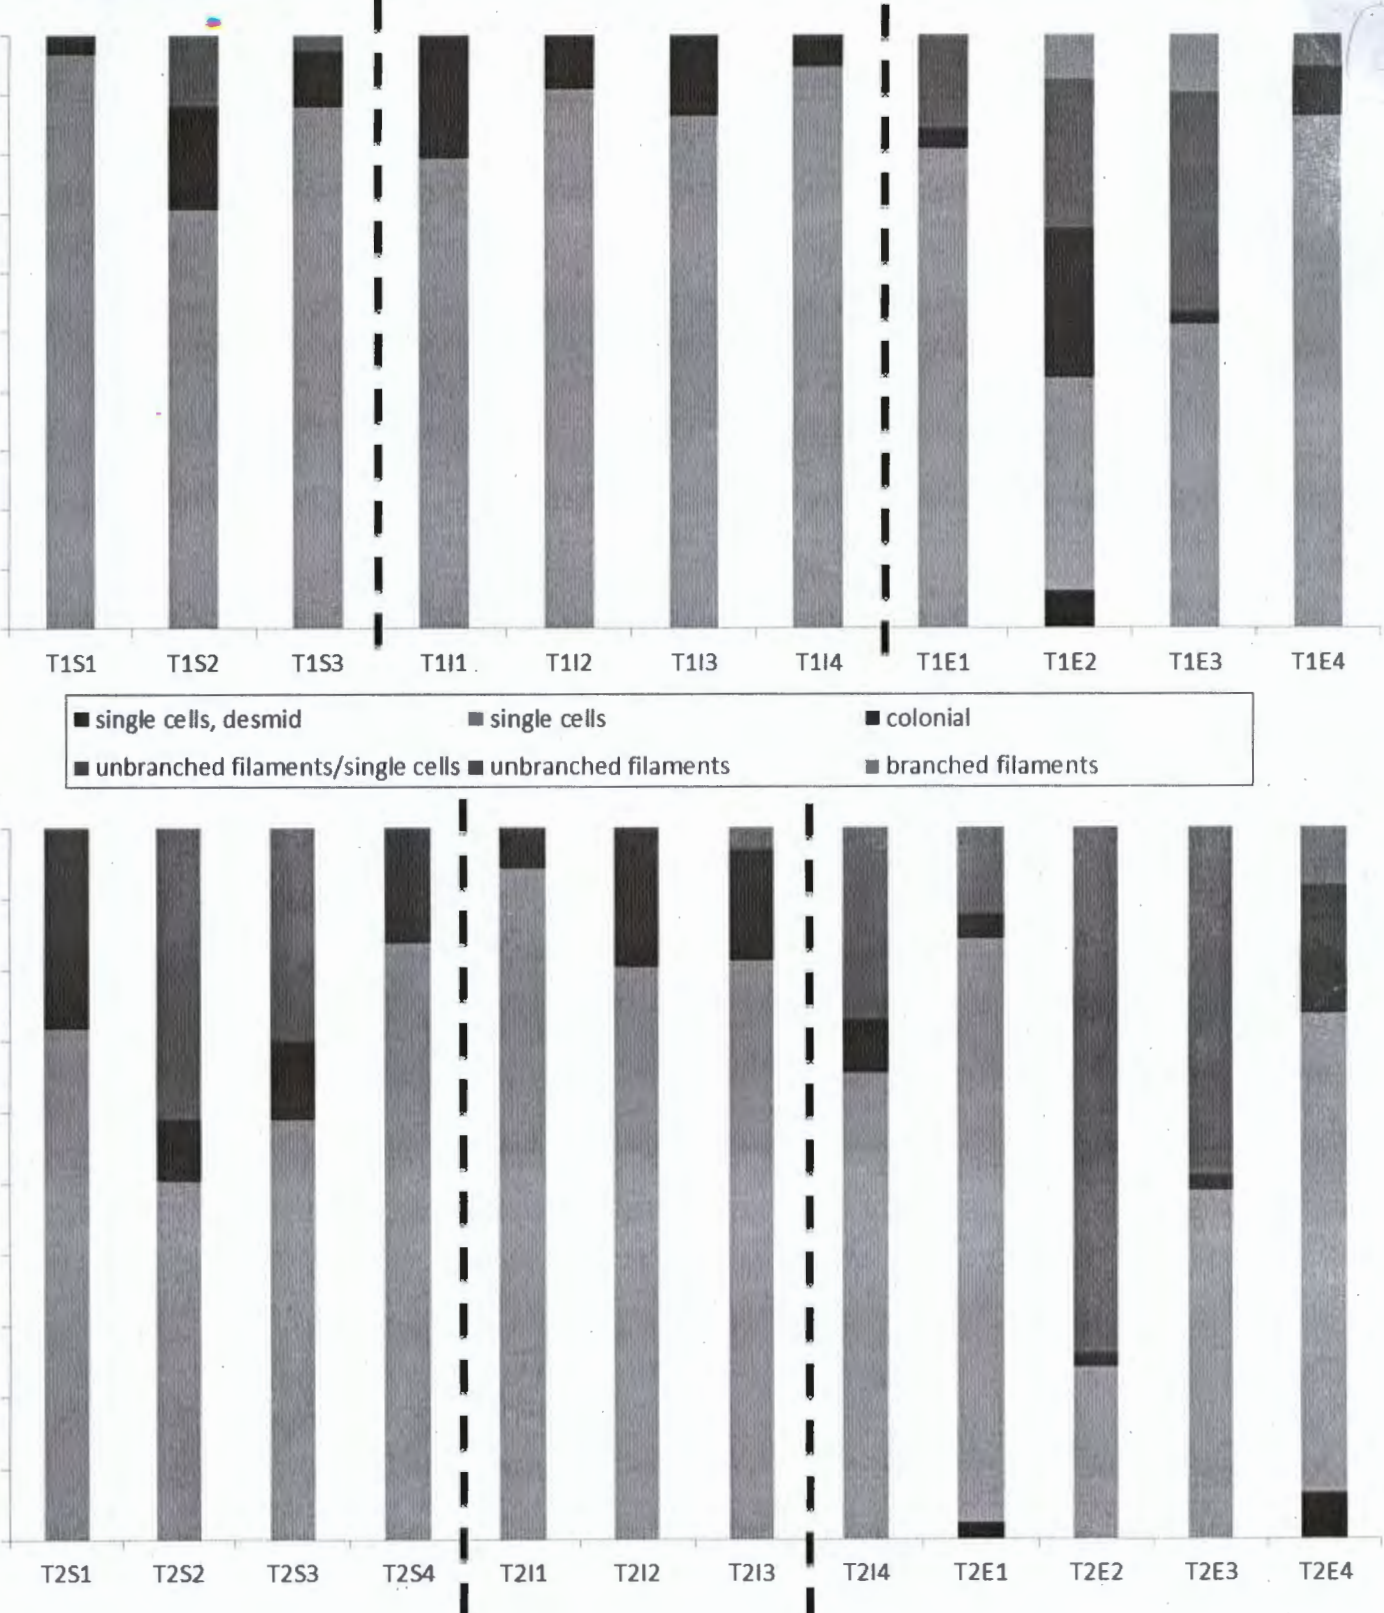 T1S1 T1S2 T1S3 T1I1 T1I2 T1I3 T1I4 T1E1 T1E2 T1E3 T1E4
single cells, desmid single cells colonial
unbranched filaments/single cells unbranched filaments branched filaments
T2S1 T2S2 T2S3 T2S4 T2I1 T2I2 T2I3 T2I4 T2E1 T2E2 T2E3 T2E4